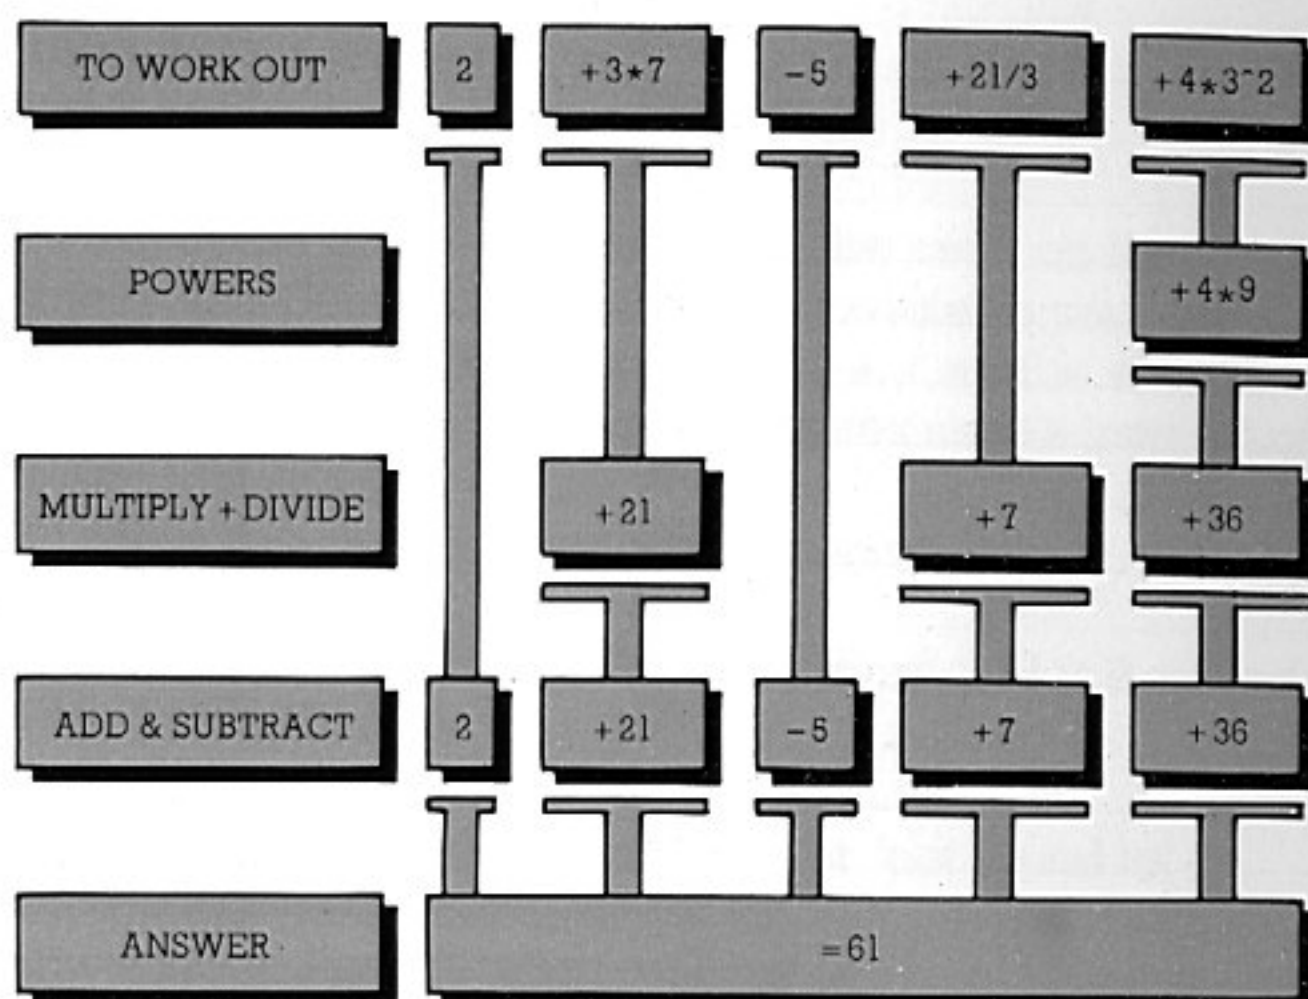 TO WORK OUT 2 +3*7 -5 +21/3 +4*3^2
POWERS +4*9
MULTIPLY + DIVIDE +21 +7 +36
ADD & SUBTRACT 2 +21 -5 +7 +36
ANSWER =61